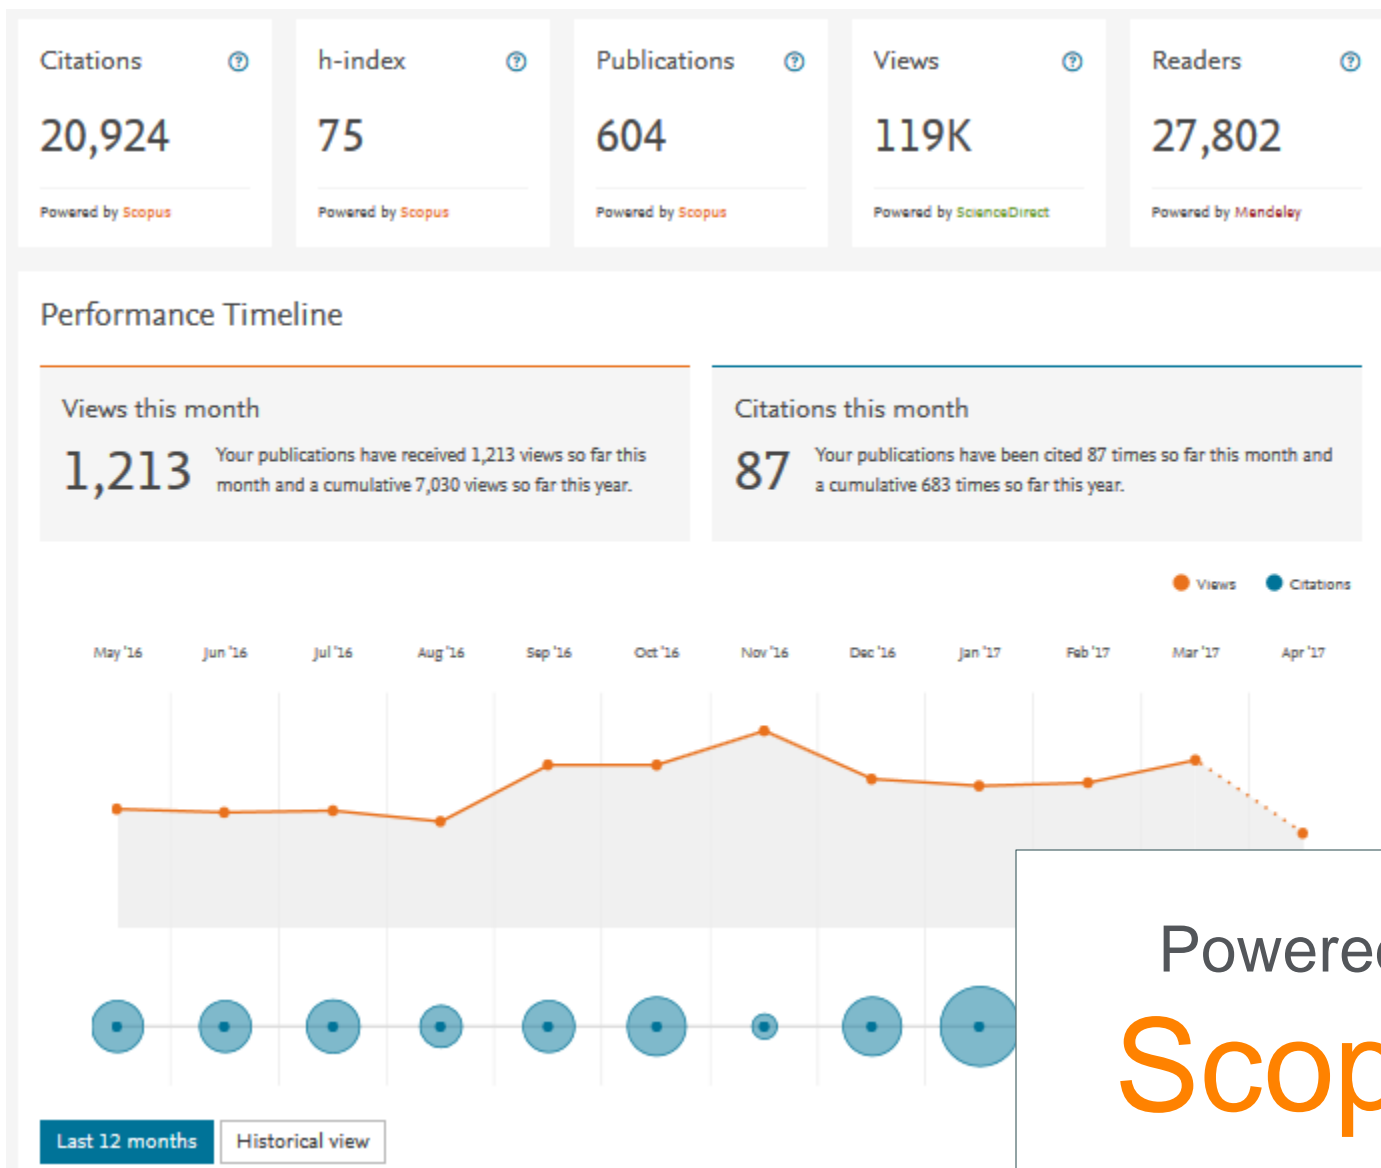 Citations
h-index
Publications
Views
Readers
20,924
75
604
119K
27,802
Powered by Scopus
Powered by Scopus
Powered by Scopus
Powered by ScienceDirect
Powered by Mendeley
Performance Timeline
Views this month
1,213
Your publications have received 1,213 views so far this
month and a cumulative 7,030 views so far this year.
Citations this month
87
Your publications have been cited 87 times so far this month and
a cumulative 683 times so far this year.
Views
Citations
May '16
Jun '16
Jul '16
Aug '16
Sep '16
Oct '16
Nov '16
Dec '16
Jan '17
Feb '17
Mar '17
Apr '17
Last 12 months
Historical view